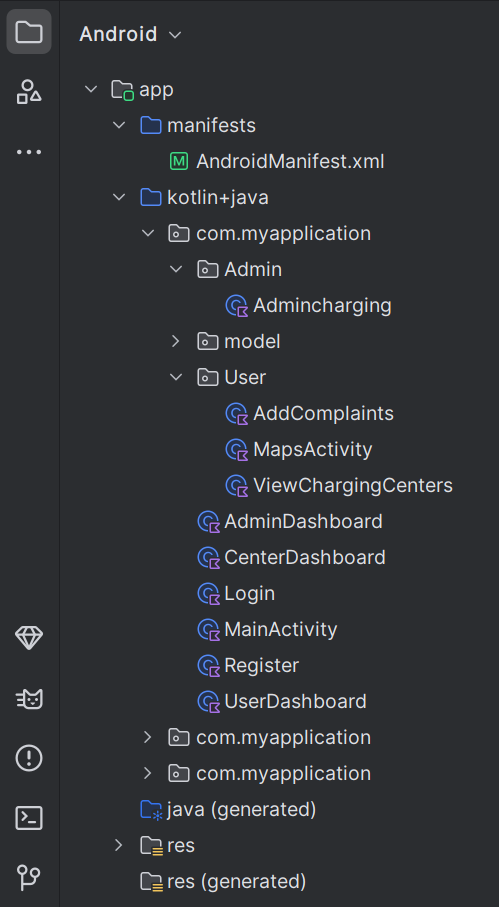 Android
app
manifests
AndroidManifest.xml
kotlin+java
com.myapplication
Admin
Admincharging
model
User
AddComplaints
MapsActivity
ViewChargingCenters
AdminDashboard
CenterDashboard
Login
MainActivity
Register
UserDashboard
com.myapplication
com.myapplication
java (generated)
res
res (generated)